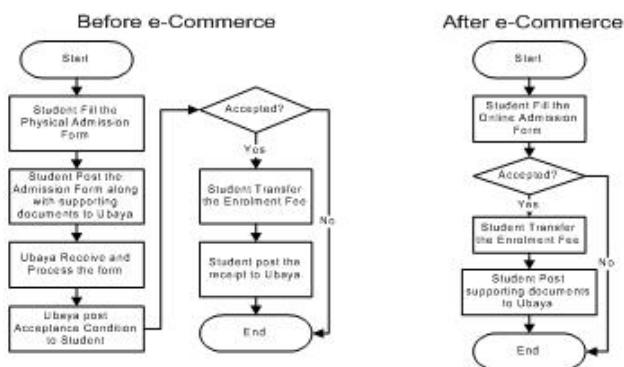 Before e-Commerce
Start
Student Fill the
Physical Admission
Form
Student Post the
Admission Form along
with supporting
documents to Ubaya
Ubaya Receive and
Process the form
Ubaya post
Acceptance Condition
to Student
Accepted?
Yes
No
Student Transfer
the Enrolment Fee
Student post the
receipt to Ubaya
End
After e-Commerce
Start
Student Fill the
Online Admission
Form
Accepted?
Yes
No
Student Transfer
the Enrolment Fee
Student Post
supporting documents
to Ubaya
End